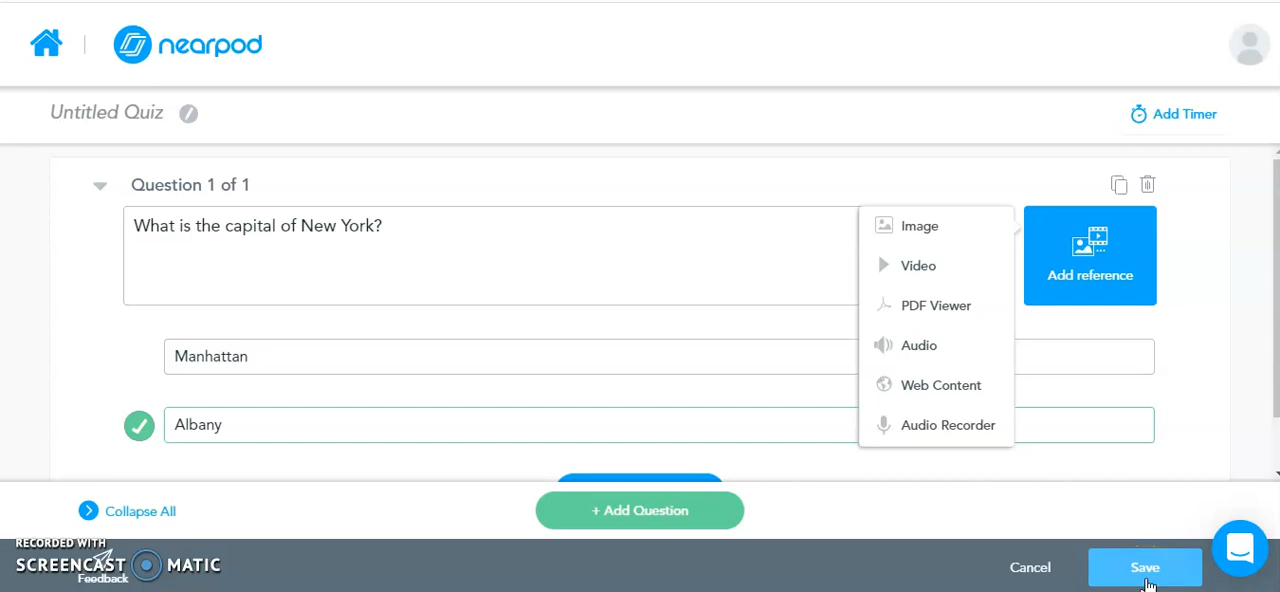 nearpod
Untitled Quiz
Add Timer
Question 1 of 1
What is the capital of New York?
Image
Video
PDF Viewer
Audio
Web Content
Audio Recorder
Add reference
Manhattan
Albany
Collapse All
+ Add Question
RECORDED WITH
SCREENCAST MATIC
Feedback
Cancel
Save